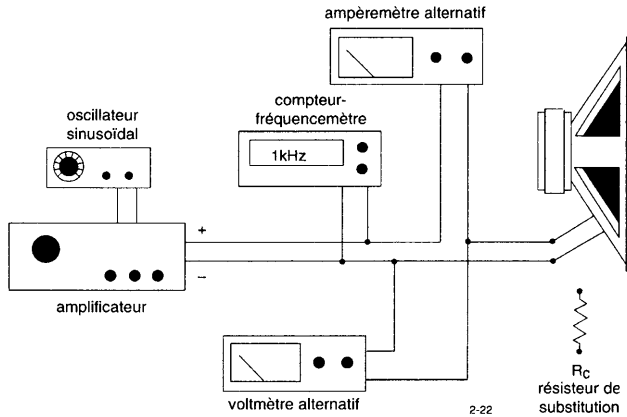 ampèremètre alternatif
oscillateur
sinusoïdal
compteur-
fréquencemètre
1kHz
+
–
amplificateur
voltmètre alternatif
2-22
RC
résisteur de
substitution